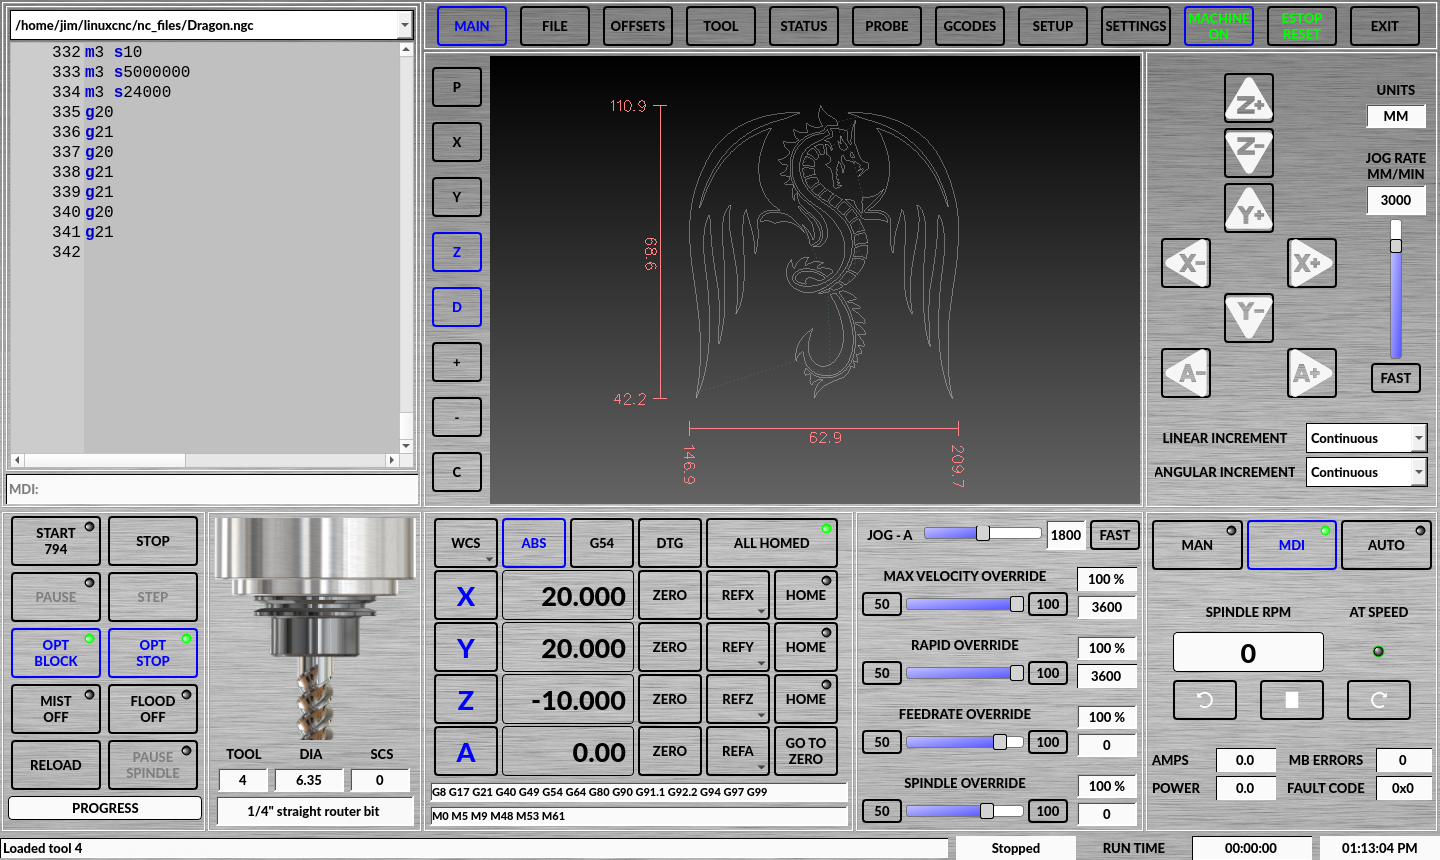 /home/jim/linuxcnc/nc_files/Dragon.ngc
MAIN FILE OFFSETS TOOL STATUS PROBE GCODES SETUP SETTINGS MACHINE ON ESTOP RESET EXIT
332 m3 s10
333 m3 s5000000
334 m3 s24000
335 g20
336 g21
337 g20
338 g21
339 g21
340 g20
341 g21
342
MDI:
P
X
Y
Z
D
+
-
C
110.9
68.6
42.2
62.9
146.9
209.7
Z+
Z-
Y+
X- X+
Y-
A- A+
UNITS
MM
JOG RATE
MM/MIN
3000
FAST
LINEAR INCREMENT Continuous
ANGULAR INCREMENT Continuous
START
794
STOP
PAUSE STEP
OPT
BLOCK
OPT
STOP
MIST
OFF
FLOOD
OFF
RELOAD
PAUSE
SPINDLE
PROGRESS
TOOL DIA SCS
4 6.35 0
1/4" straight router bit
WCS ABS G54 DTG ALL HOMED
X 20.000 ZERO REFX HOME
Y 20.000 ZERO REFY HOME
Z -10.000 ZERO REFZ HOME
A 0.00 ZERO REFA GO TO ZERO
G8 G17 G21 G40 G49 G54 G64 G80 G90 G91.1 G92.2 G94 G97 G99
M0 M5 M9 M48 M53 M61
JOG - A 1800 FAST
MAX VELOCITY OVERRIDE 100 %
50 100 3600
RAPID OVERRIDE 100 %
50 100 3600
FEEDRATE OVERRIDE 100 %
50 100 0
SPINDLE OVERRIDE 100 %
50 100 0
MAN MDI AUTO
SPINDLE RPM AT SPEED
0
AMPS 0.0 MB ERRORS 0
POWER 0.0 FAULT CODE 0x0
Loaded tool 4 Stopped RUN TIME 00:00:00 01:13:04 PM